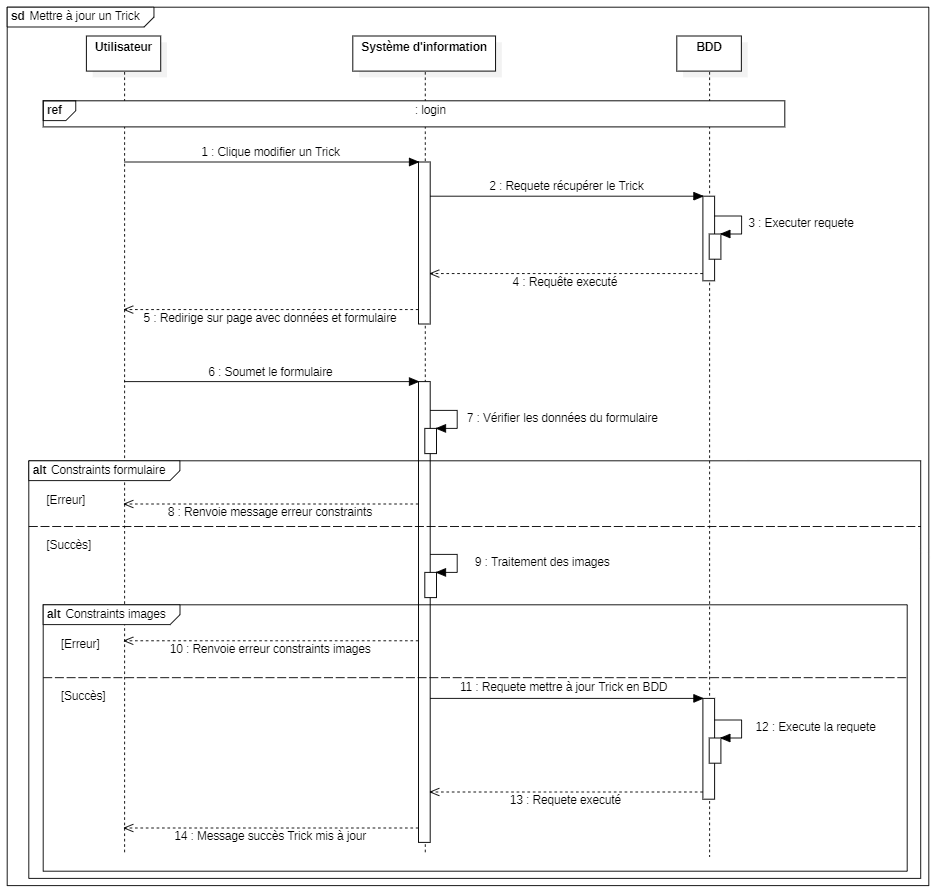 sd Mettre à jour un Trick
Utilisateur
Système d'information
BDD
ref
: login
1 : Clique modifier un Trick
2 : Requete récupérer le Trick
3 : Executer requete
4 : Requête executé
5 : Redirige sur page avec données et formulaire
6 : Soumet le formulaire
7 : Vérifier les données du formulaire
alt Constraints formulaire
[Erreur]
8 : Renvoie message erreur constraints
[Succès]
9 : Traitement des images
alt Constraints images
[Erreur]
10 : Renvoie erreur constraints images
[Succès]
11 : Requete mettre à jour Trick en BDD
12 : Execute la requete
13 : Requete executé
14 : Message succès Trick mis à jour